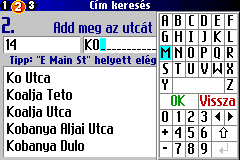 1 2 3 Cím keresés
2. Add meg az utcát
14 KO
Tipp: "E Main St" helyett elég
Ko Utca
Koalja Teto
Koalja Utca
Kobanya Aljai Utca
Kobanya Dulo
A B C D E F
G H I J K L
M N O P Q R
S T U V W X
Y Z
OK Vissza
0 1 2 3
+ 4 5 6
- 7 8 9